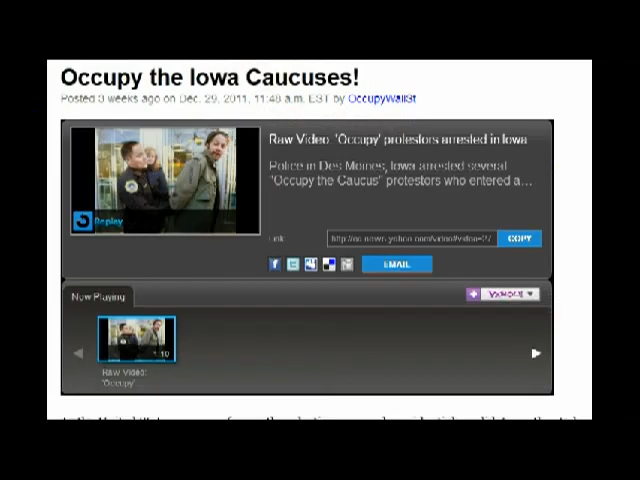 Occupy the Iowa Caucuses!
Posted 3 weeks ago on Dec. 29, 2011, 11:48 a.m. EST by OccupyWallSt
Raw Video: 'Occupy' protestors arrested in Iowa
Police in Des Moines, Iowa arrested several
"Occupy the Caucus" protestors who entered a...
Replay
Link:
COPY
EMAIL
Now Playing
YAHOO!
1:10
Raw Video:
'Occupy'...